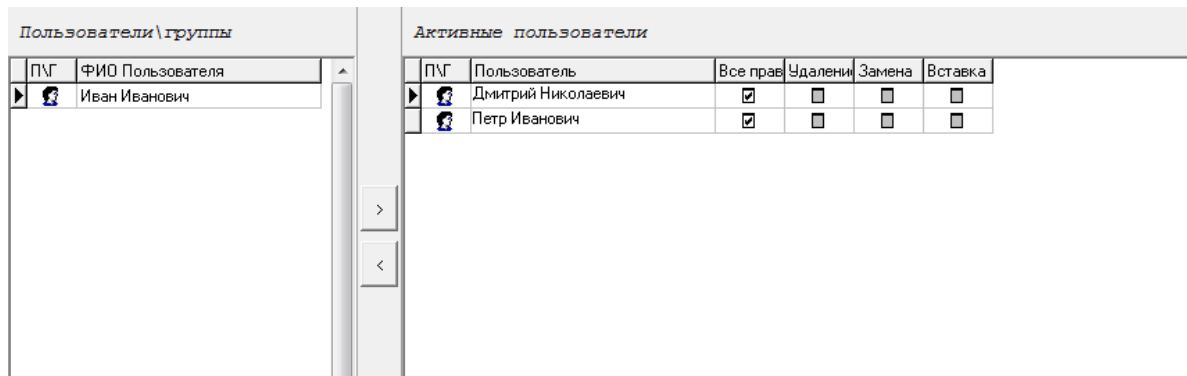 Пользователи\группы
Активные пользователи
П\Г ФИО Пользователя
П\Г Пользователь Все прав Удалени Замена Вставка
Иван Иванович
Дмитрий Николаевич
Петр Иванович
>
<